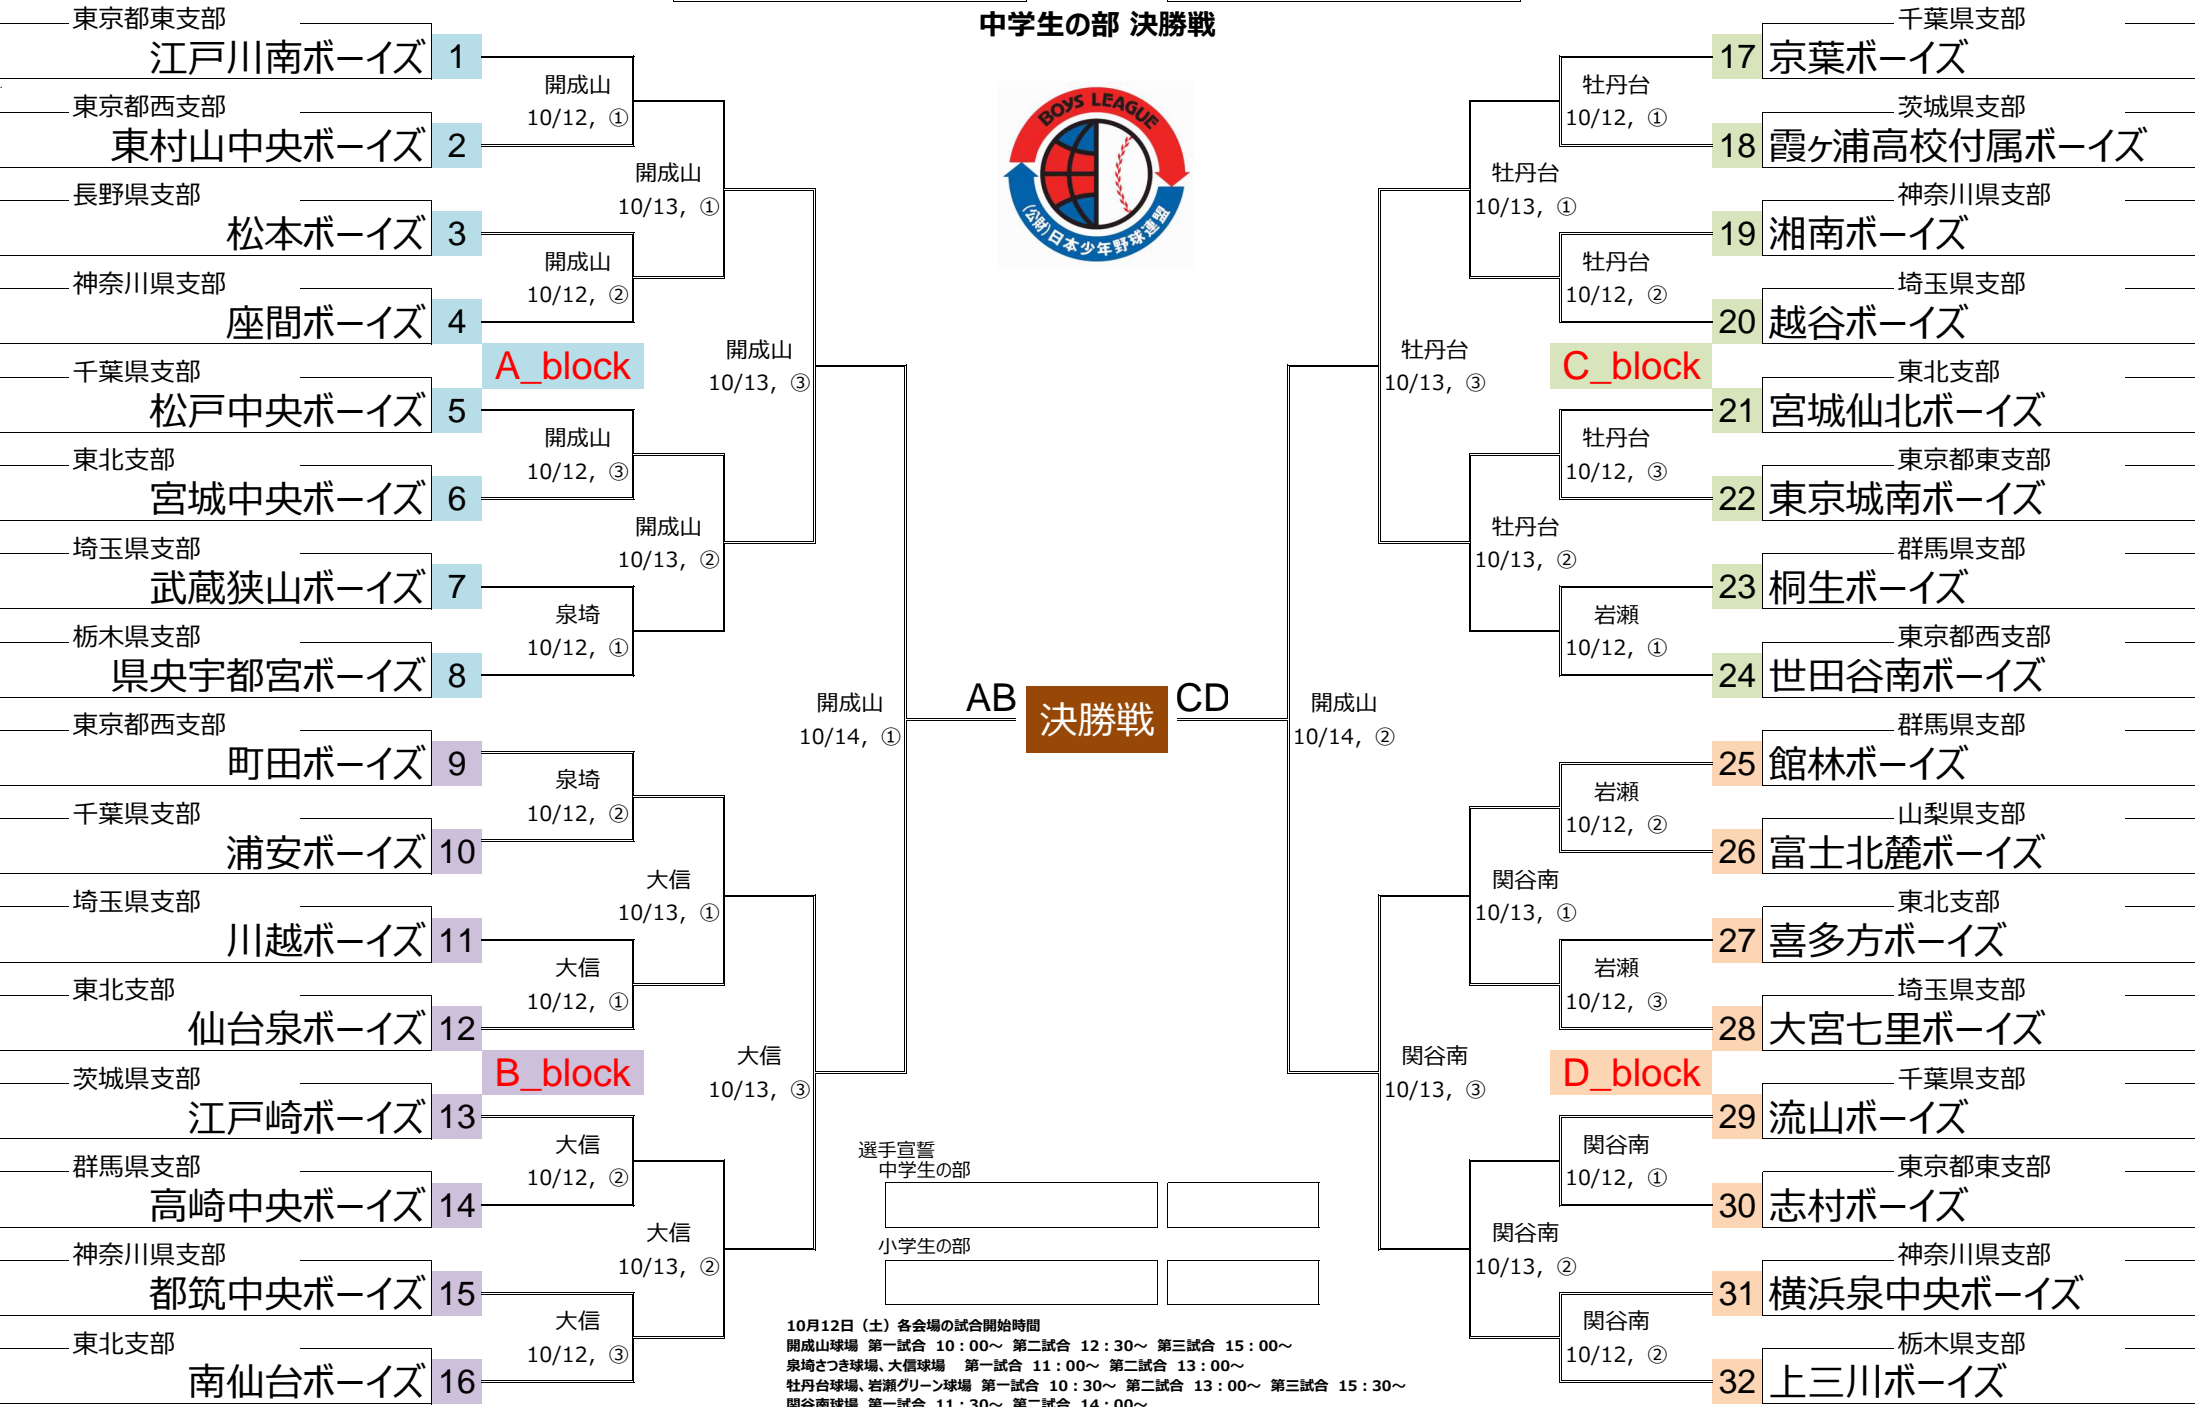 中学生の部 決勝戦
BOYS LEAGUE
(公財)日本少年野球連盟
東京都東支部
江戸川南ボーイズ 1
東京都西支部
東村山中央ボーイズ 2
長野県支部
松本ボーイズ 3
神奈川県支部
座間ボーイズ 4
A_block
千葉県支部
松戸中央ボーイズ 5
東北支部
宮城中央ボーイズ 6
埼玉県支部
武蔵狭山ボーイズ 7
栃木県支部
県央宇都宮ボーイズ 8
東京都西支部
町田ボーイズ 9
千葉県支部
浦安ボーイズ 10
埼玉県支部
川越ボーイズ 11
東北支部
仙台泉ボーイズ 12
B_block
茨城県支部
江戸崎ボーイズ 13
群馬県支部
高崎中央ボーイズ 14
神奈川県支部
都筑中央ボーイズ 15
東北支部
南仙台ボーイズ 16
開成山
10/12, ①
開成山
10/12, ②
開成山
10/12, ③
泉埼
10/12, ①
泉埼
10/12, ②
大信
10/12, ①
大信
10/12, ②
大信
10/12, ③
開成山
10/13, ①
開成山
10/13, ②
大信
10/13, ①
大信
10/13, ②
開成山
10/13, ③
大信
10/13, ③
開成山
10/14, ①
AB 決勝戦 CD
開成山
10/14, ②
牡丹台
10/13, ③
関谷南
10/13, ③
牡丹台
10/13, ①
牡丹台
10/13, ②
関谷南
10/13, ①
関谷南
10/13, ②
牡丹台
10/12, ①
牡丹台
10/12, ②
牡丹台
10/12, ③
岩瀬
10/12, ①
岩瀬
10/12, ②
岩瀬
10/12, ③
関谷南
10/12, ①
関谷南
10/12, ②
千葉県支部
17 京葉ボーイズ
茨城県支部
18 霞ヶ浦高校付属ボーイズ
神奈川県支部
19 湘南ボーイズ
埼玉県支部
20 越谷ボーイズ
C_block
東北支部
21 宮城仙北ボーイズ
東京都東支部
22 東京城南ボーイズ
群馬県支部
23 桐生ボーイズ
東京都西支部
24 世田谷南ボーイズ
群馬県支部
25 館林ボーイズ
山梨県支部
26 富士北麓ボーイズ
東北支部
27 喜多方ボーイズ
埼玉県支部
28 大宮七里ボーイズ
D_block
千葉県支部
29 流山ボーイズ
東京都東支部
30 志村ボーイズ
神奈川県支部
31 横浜泉中央ボーイズ
栃木県支部
32 上三川ボーイズ
選手宣誓
中学生の部
小学生の部
10月12日（土）各会場の試合開始時間
開成山球場 第一試合 10：00～ 第二試合 12：30～ 第三試合 15：00～
泉埼さつき球場、大信球場 第一試合 11：00～ 第二試合 13：00～
牡丹台球場、岩瀬グリーン球場 第一試合 10：30～ 第二試合 13：00～ 第三試合 15：30～
関谷南球場 第一試合 11：30～ 第二試合 14：00～